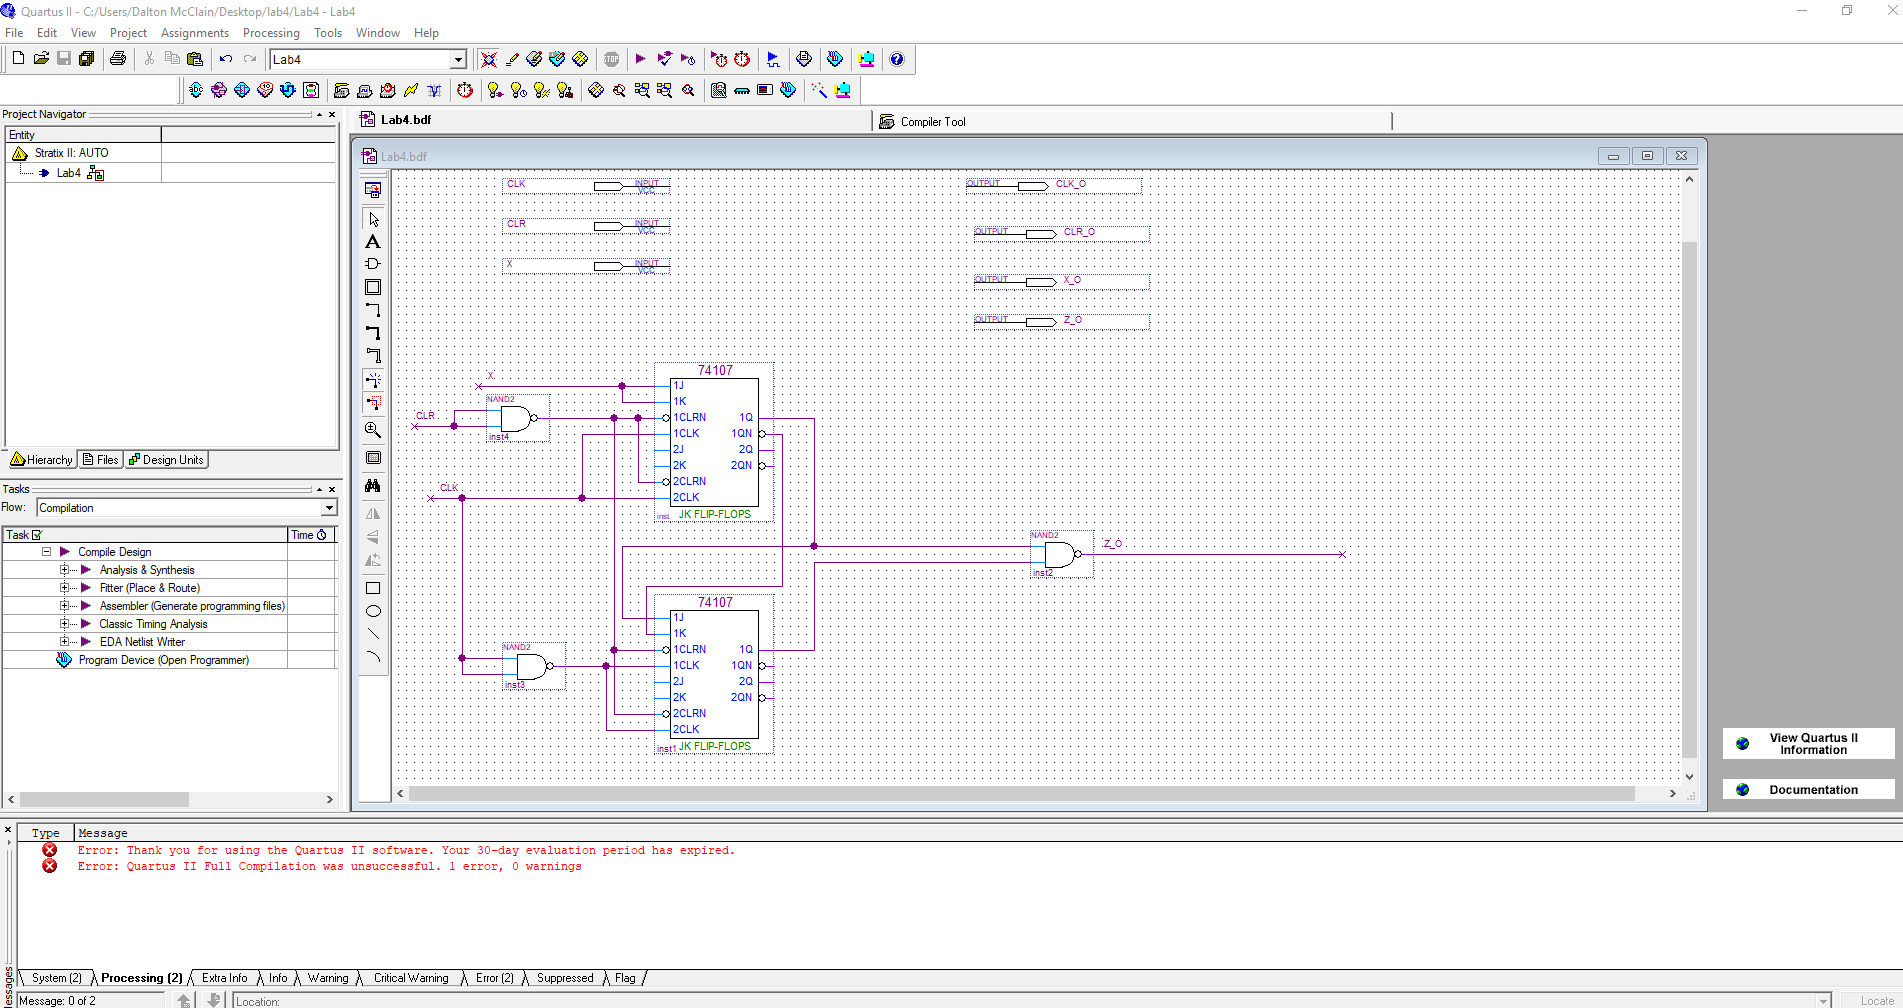 Quartus II - C:/Users/Dalton McClain/Desktop/lab4/Lab4 - Lab4
File Edit View Project Assignments Processing Tools Window Help
Lab4
STOP
Project Navigator
Entity
Stratix II: AUTO
Lab4
Hierarchy Files Design Units
Tasks
Flow: Compilation
Task Time
Compile Design
Analysis & Synthesis
Fitter (Place & Route)
Assembler (Generate programming files)
Classic Timing Analysis
EDA Netlist Writer
Program Device (Open Programmer)
Lab4.bdf
Compiler Tool
Lab4.bdf
CLK INPUT
VCC
OUTPUT CLK_O
CLR INPUT
VCC
OUTPUT CLR_O
X INPUT
VCC
OUTPUT X_O
OUTPUT Z_O
X
CLR
NAND2
inst4
CLK
74107
1J
1K
1CLRN 1Q
1CLK 1QN
2J 2Q
2K 2QN
2CLRN
2CLK
inst JK FLIP-FLOPS
NAND2
inst2
Z_O
NAND2
inst3
74107
1J
1K
1CLRN 1Q
1CLK 1QN
2J 2Q
2K 2QN
2CLRN
2CLK
inst1 JK FLIP-FLOPS
View Quartus II
Information
Documentation
Type Message
Error: Thank you for using the Quartus II software. Your 30-day evaluation period has expired.
Error: Quartus II Full Compilation was unsuccessful. 1 error, 0 warnings
System (2) Processing (2) Extra Info Info Warning Critical Warning Error (2) Suppressed Flag
Message: 0 of 2
Location:
Locate